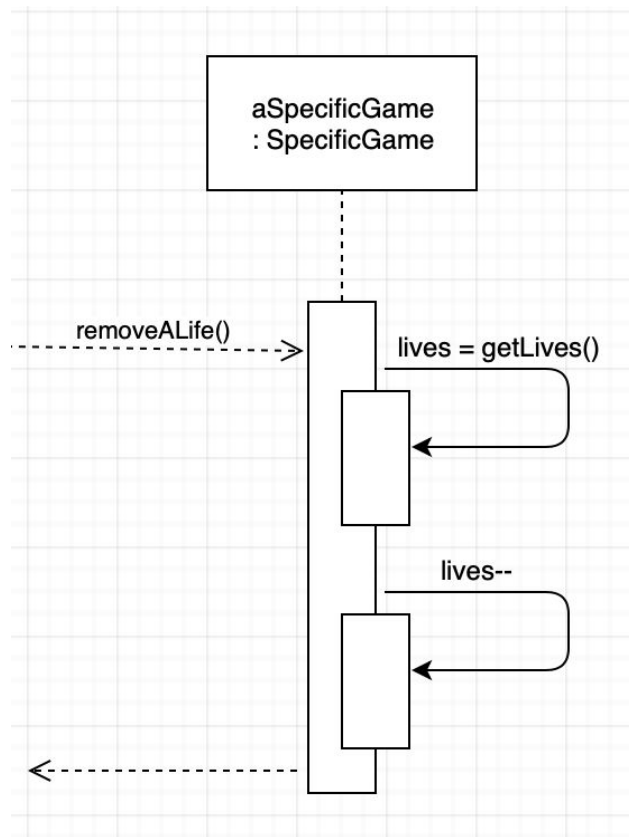 aSpecificGame
: SpecificGame
removeALife()
lives = getLives()
lives--